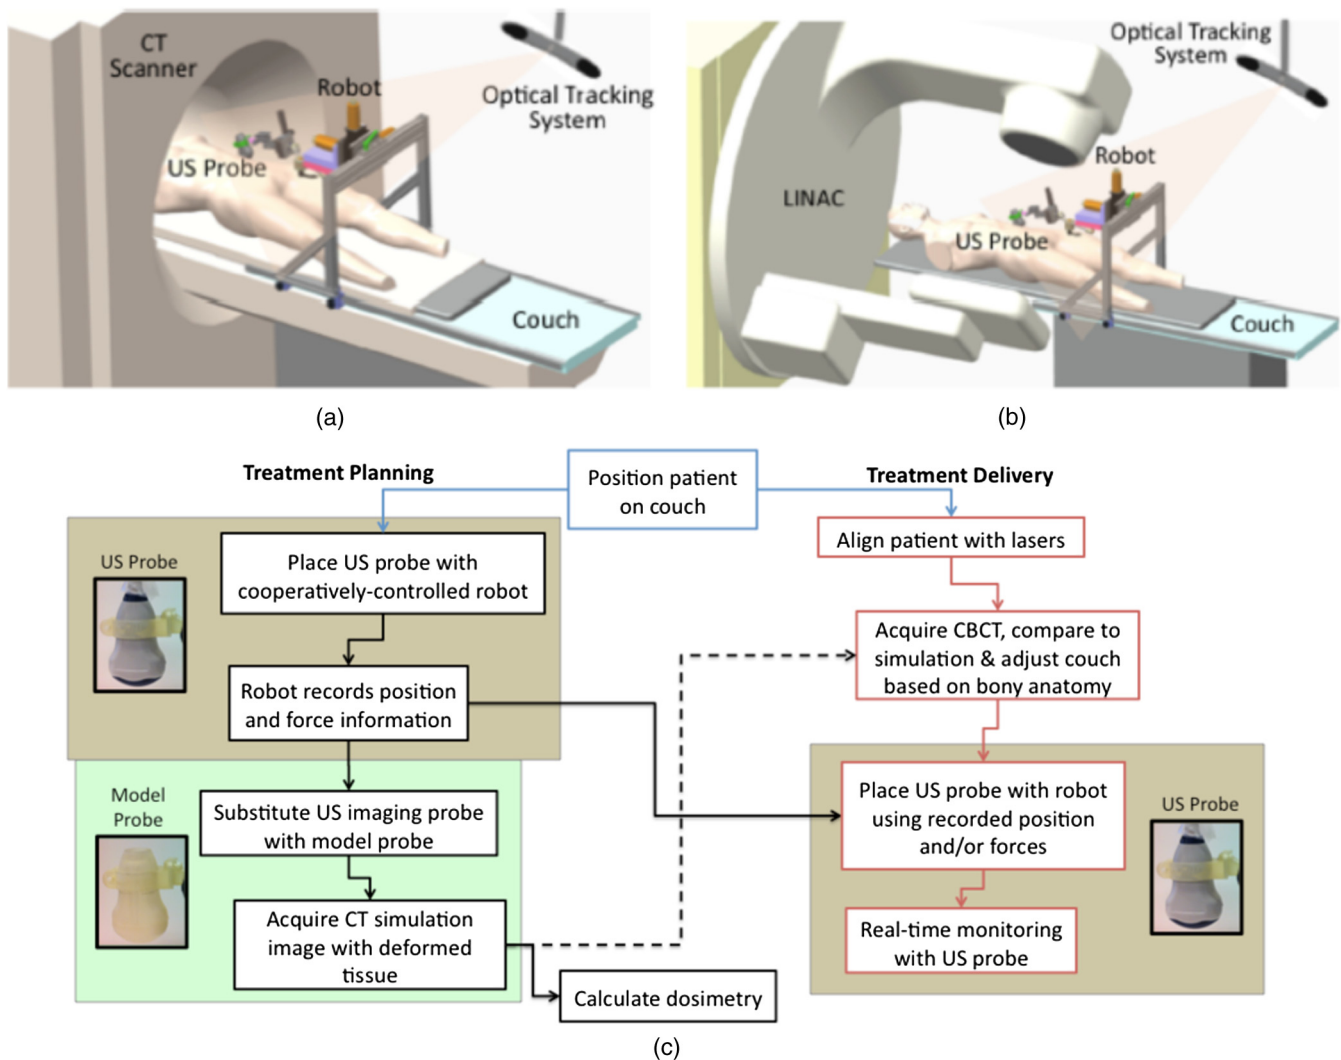 CT
Scanner
Robot
Optical Tracking
System
US Probe
Couch
(a)
Optical Tracking
System
Robot
LINAC
US Probe
Couch
(b)
Treatment Planning
Position patient
on couch
Treatment Delivery
US Probe
Place US probe with
cooperatively-controlled robot
Robot records position
and force information
Model
Probe
Substitute US imaging probe
with model probe
Acquire CT simulation
image with deformed
tissue
Calculate dosimetry
Align patient with lasers
Acquire CBCT, compare to
simulation & adjust couch
based on bony anatomy
Place US probe with robot
using recorded position
and/or forces
US Probe
Real-time monitoring
with US probe
(c)